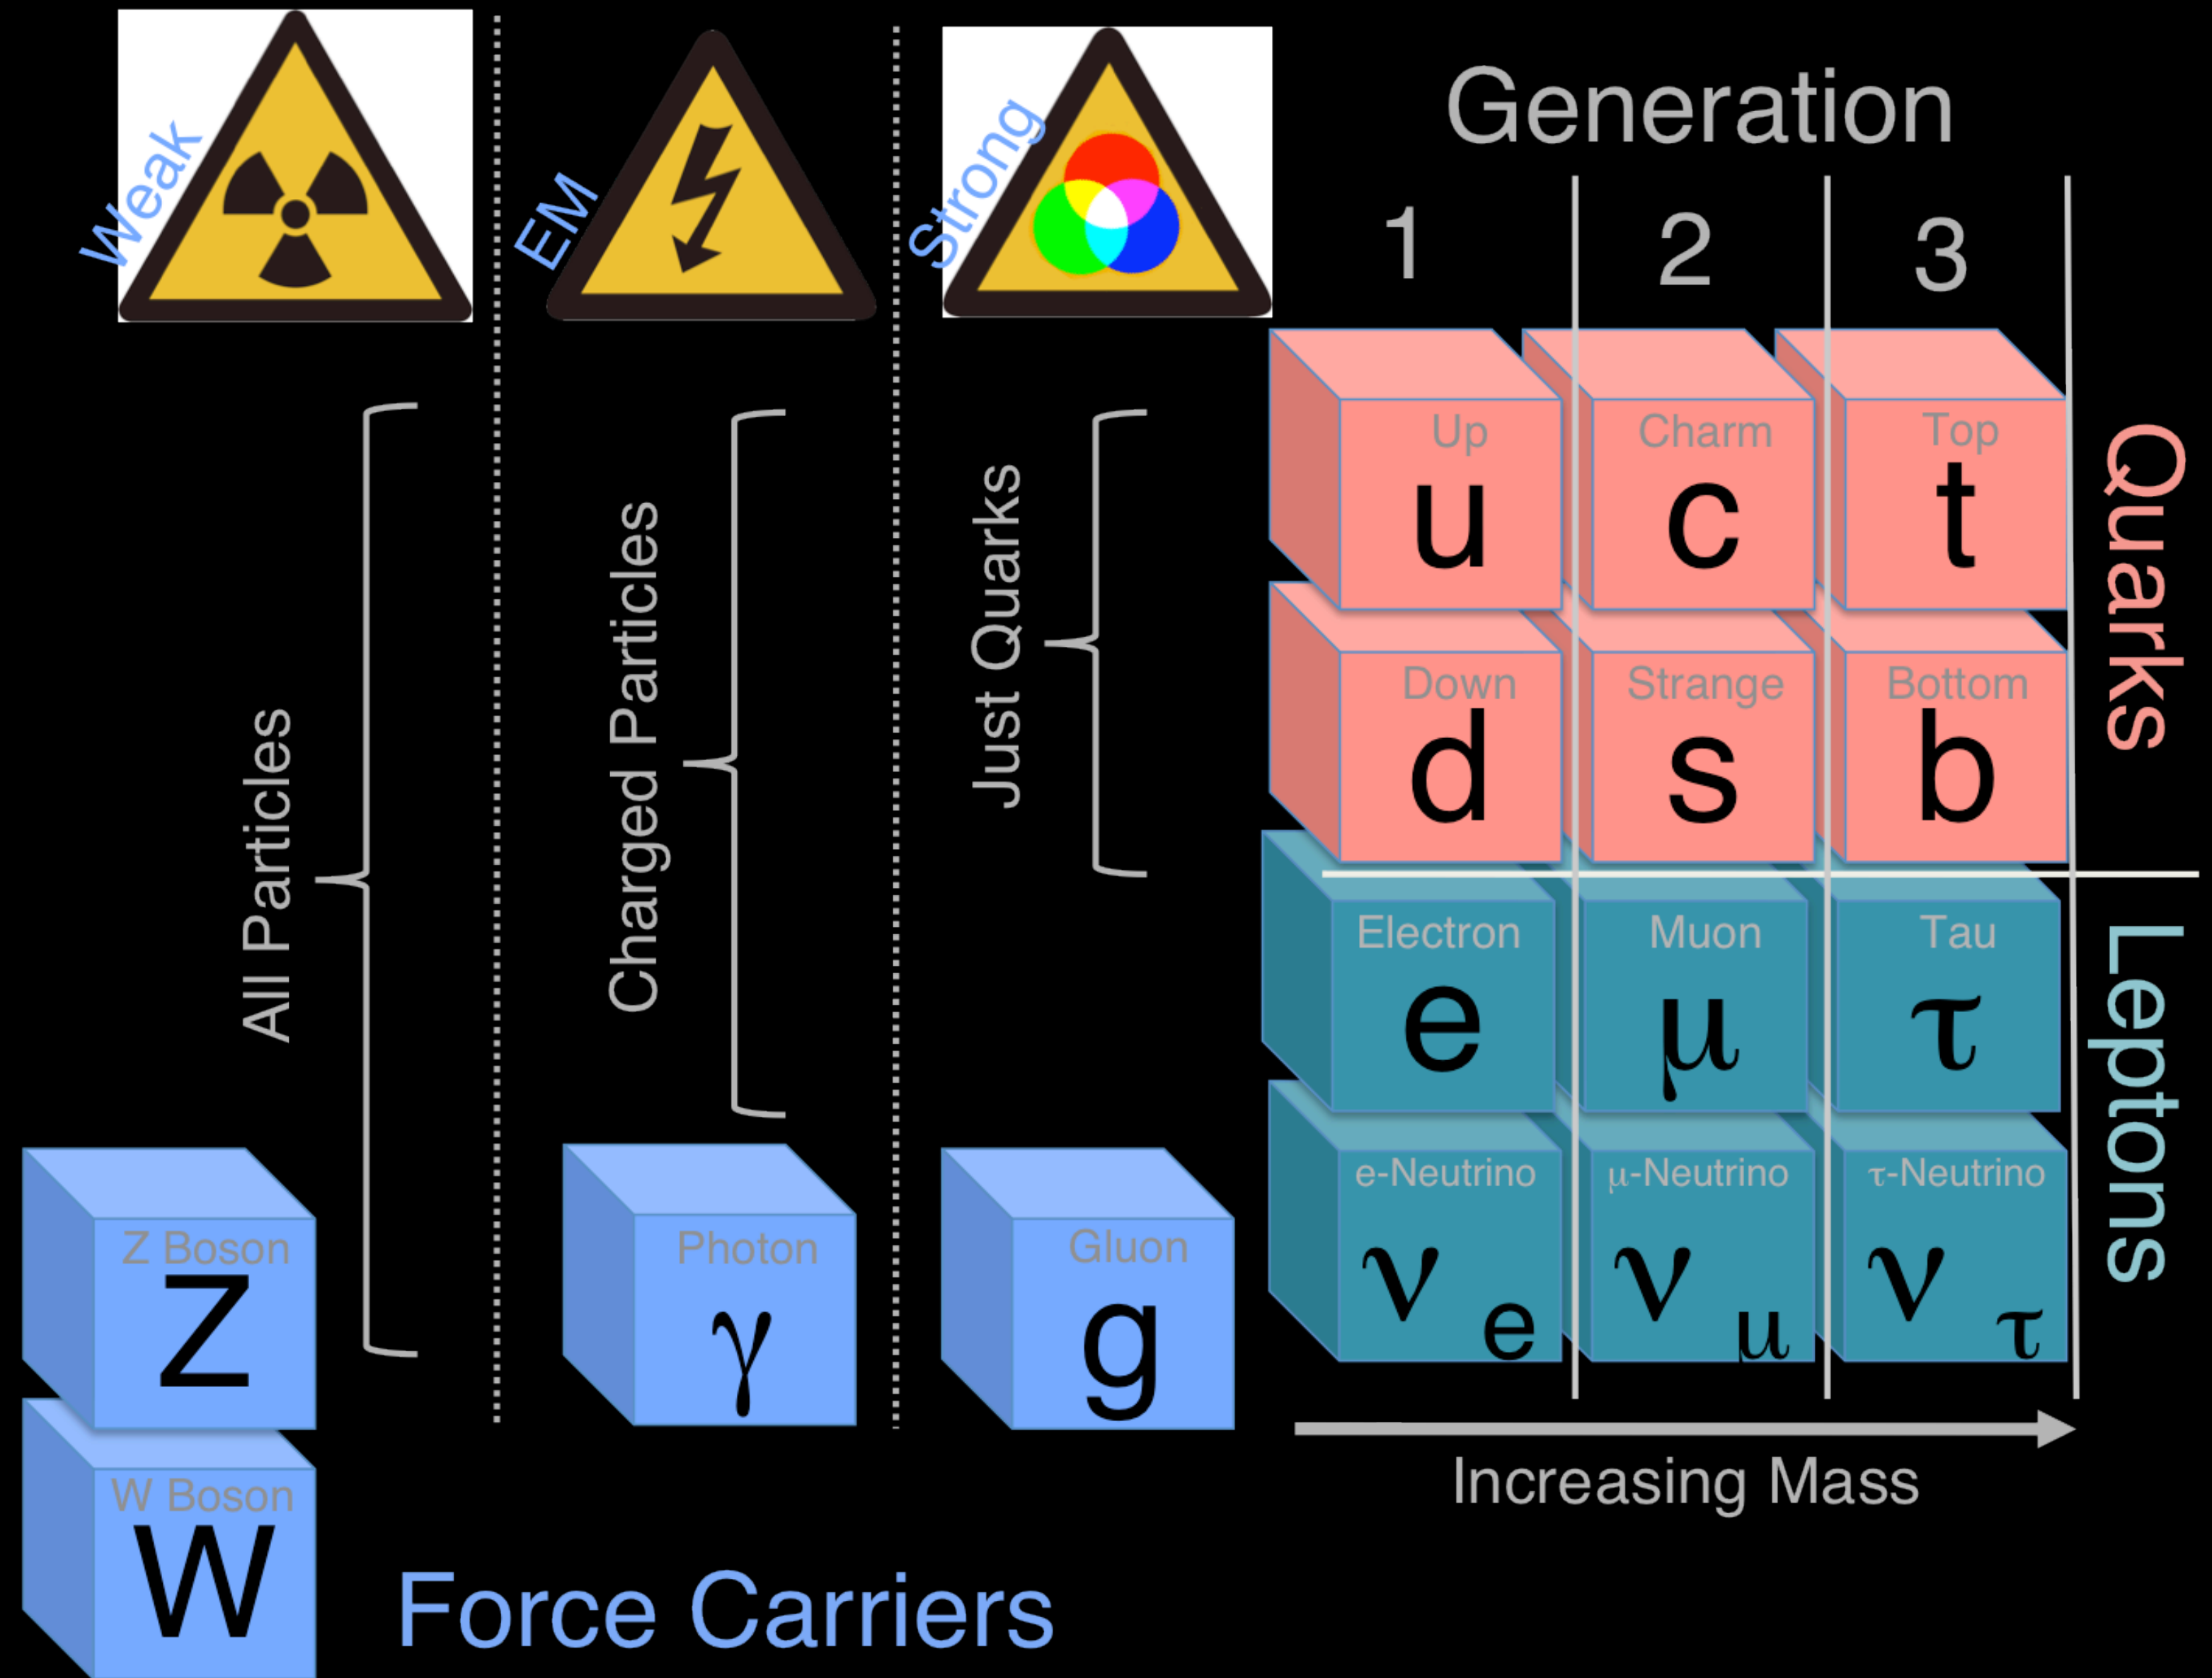 Weak
EM
Strong
Generation
1 2 3
All Particles
Charged Particles
Just Quarks
Up
u
Charm
c
Top
t
Down
d
Strange
s
Bottom
b
Quarks
Electron
e
Muon
μ
Tau
τ
e-Neutrino
ν e
μ-Neutrino
ν μ
τ-Neutrino
ν τ
Leptons
Z Boson
Z
Photon
γ
Gluon
g
W Boson
W
Increasing Mass
Force Carriers